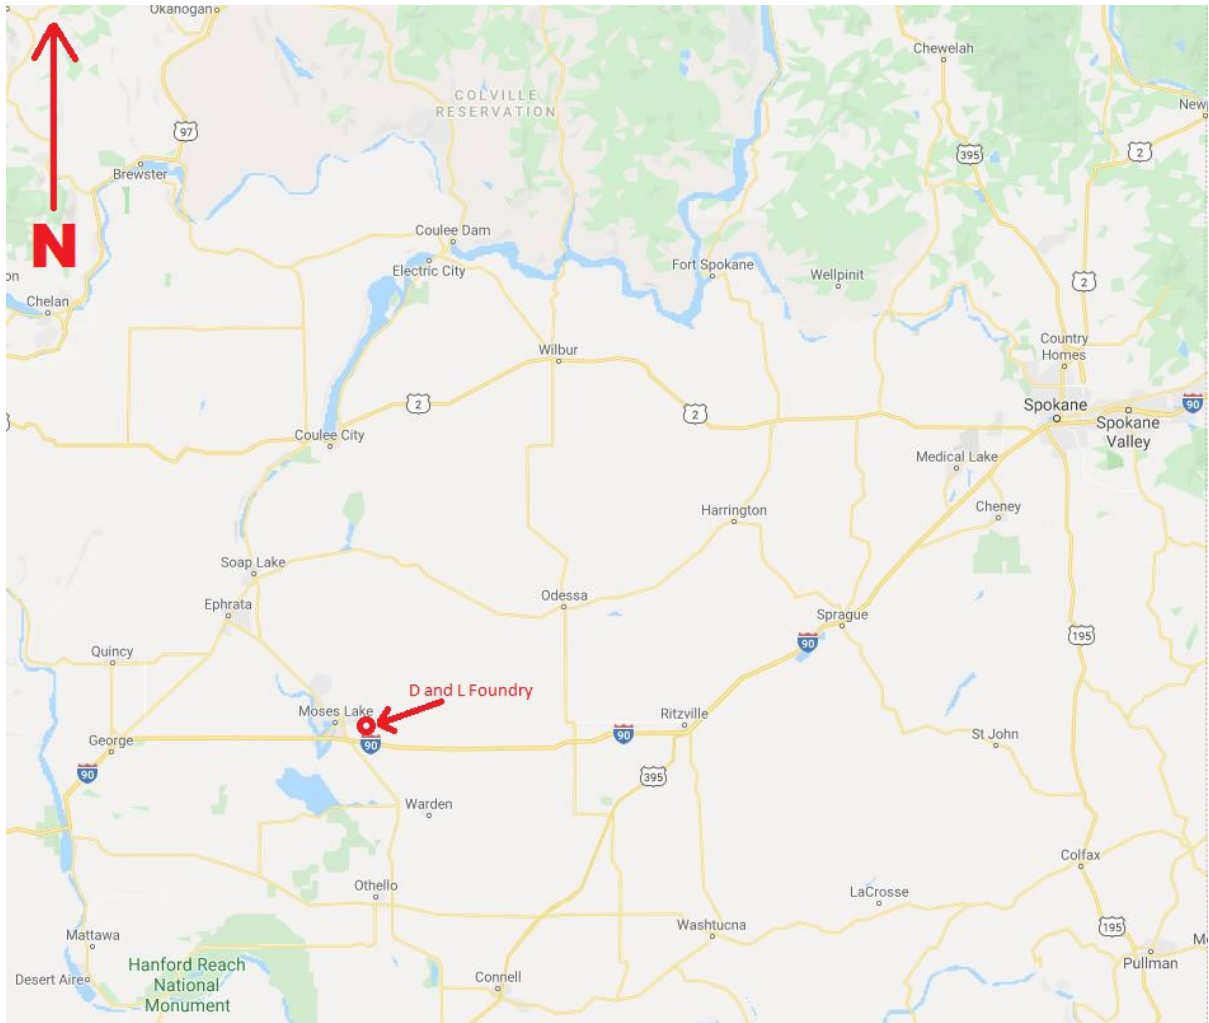 Okanogan
Chewelah
COLVILLE
RESERVATION
97
395
2
Brewster
N
Coulee Dam
Electric City
Fort Spokane
Wellpinit
2
Chelan
Country
Homes
Wilbur
2
2
90
Spokane
Spokane
Valley
Coulee City
Medical Lake
Harrington
Cheney
Soap Lake
Odessa
Ephrata
Sprague
90
195
Quincy
D and L Foundry
Moses Lake
Ritzville
George
90
90
St John
90
395
Warden
Colfax
Othello
LaCrosse
Washtucna
195
Mattawa
Pullman
Hanford Reach
National
Monument
Desert Aire
Connell